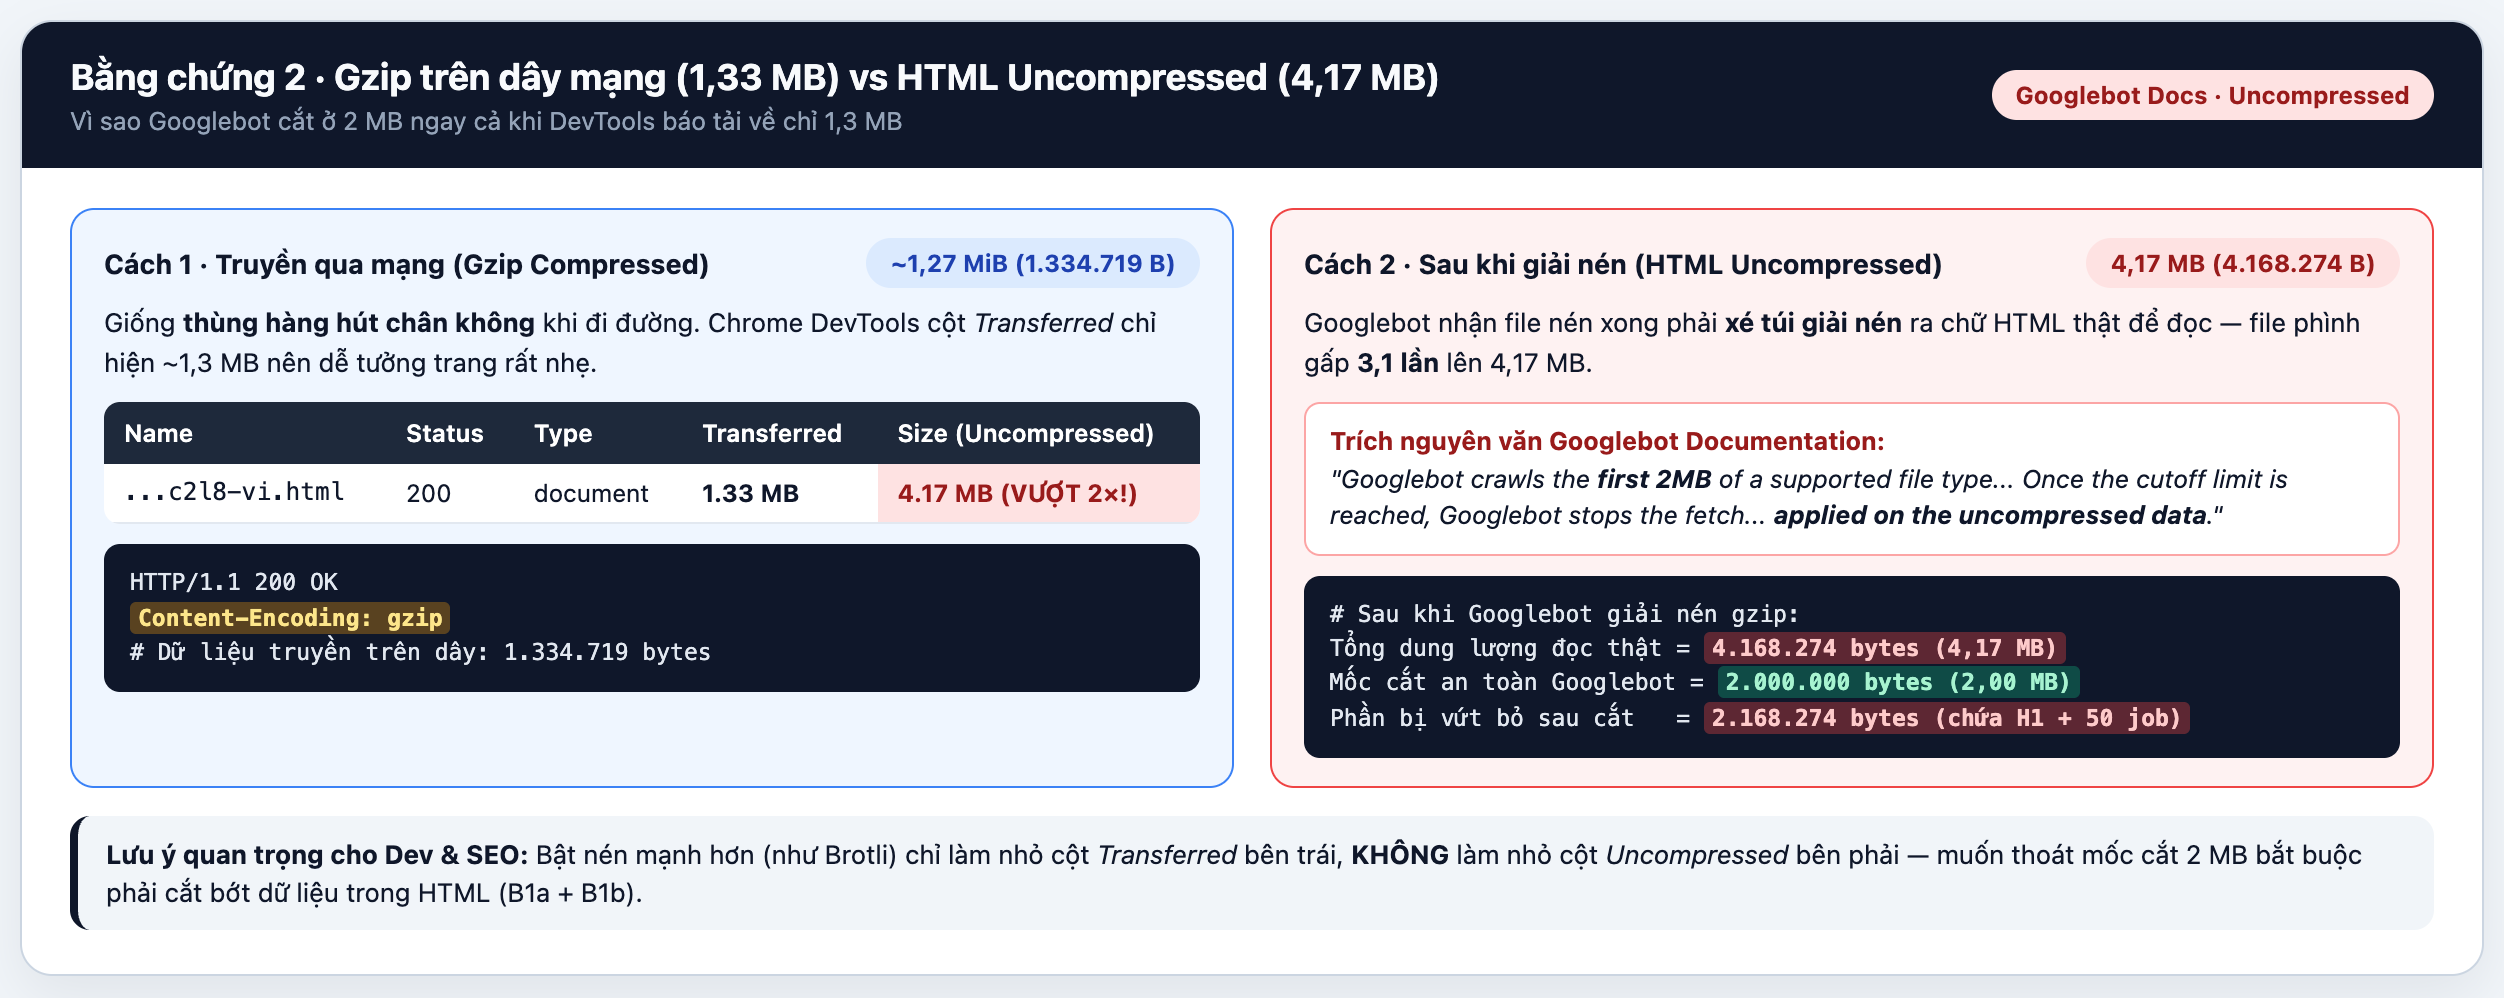 Bằng chứng 2 · Gzip trên dây mạng (1,33 MB) vs HTML Uncompressed (4,17 MB)
Vì sao Googlebot cắt ở 2 MB ngay cả khi DevTools báo tải về chỉ 1,3 MB
Googlebot Docs · Uncompressed
Cách 1 · Truyền qua mạng (Gzip Compressed)
~1,27 MiB (1.334.719 B)
Giống thùng hàng hút chân không khi đi đường. Chrome DevTools cột Transferred chỉ
hiện ~1,3 MB nên dễ tưởng trang rất nhẹ.
Name Status Type Transferred Size (Uncompressed)
...c2l8-vi.html 200 document 1.33 MB 4.17 MB (VƯỢT 2×!)
HTTP/1.1 200 OK
Content-Encoding: gzip
# Dữ liệu truyền trên dây: 1.334.719 bytes
Cách 2 · Sau khi giải nén (HTML Uncompressed)
4,17 MB (4.168.274 B)
Googlebot nhận file nén xong phải xé túi giải nén ra chữ HTML thật để đọc — file phình
gấp 3,1 lần lên 4,17 MB.
Trích nguyên văn Googlebot Documentation:
"Googlebot crawls the first 2MB of a supported file type... Once the cutoff limit is
reached, Googlebot stops the fetch... applied on the uncompressed data."
# Sau khi Googlebot giải nén gzip:
Tổng dung lượng đọc thật = 4.168.274 bytes (4,17 MB)
Mốc cắt an toàn Googlebot = 2.000.000 bytes (2,00 MB)
Phần bị vứt bỏ sau cắt = 2.168.274 bytes (chứa H1 + 50 job)
Lưu ý quan trọng cho Dev & SEO: Bật nén mạnh hơn (như Brotli) chỉ làm nhỏ cột Transferred bên trái, KHÔNG làm nhỏ cột Uncompressed bên phải — muốn thoát mốc cắt 2 MB bắt buộc
phải cắt bớt dữ liệu trong HTML (B1a + B1b).